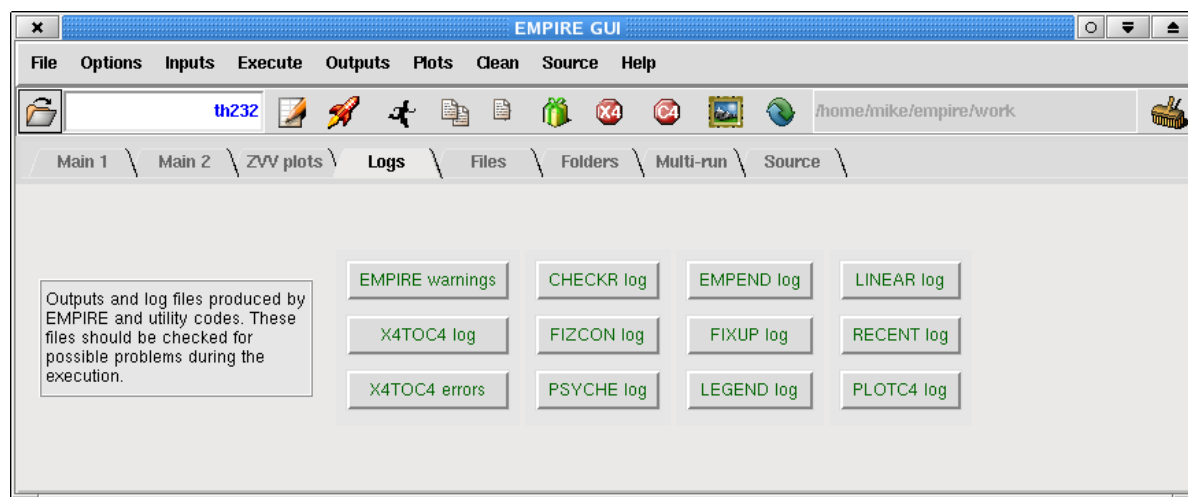 EMPIRE GUI
File Options Inputs Execute Outputs Plots Clean Source Help
th232 X4 C4 /home/mike/empire/work
Main 1 Main 2 ZVV plots Logs Files Folders Multi-run Source
Outputs and log files produced by
EMPIRE and utility codes. These
files should be checked for
possible problems during the
execution.
EMPIRE warnings CHECKR log EMPEND log LINEAR log
X4TOC4 log FIZCON log FIXUP log RECENT log
X4TOC4 errors PSYCHE log LEGEND log PLOTC4 log